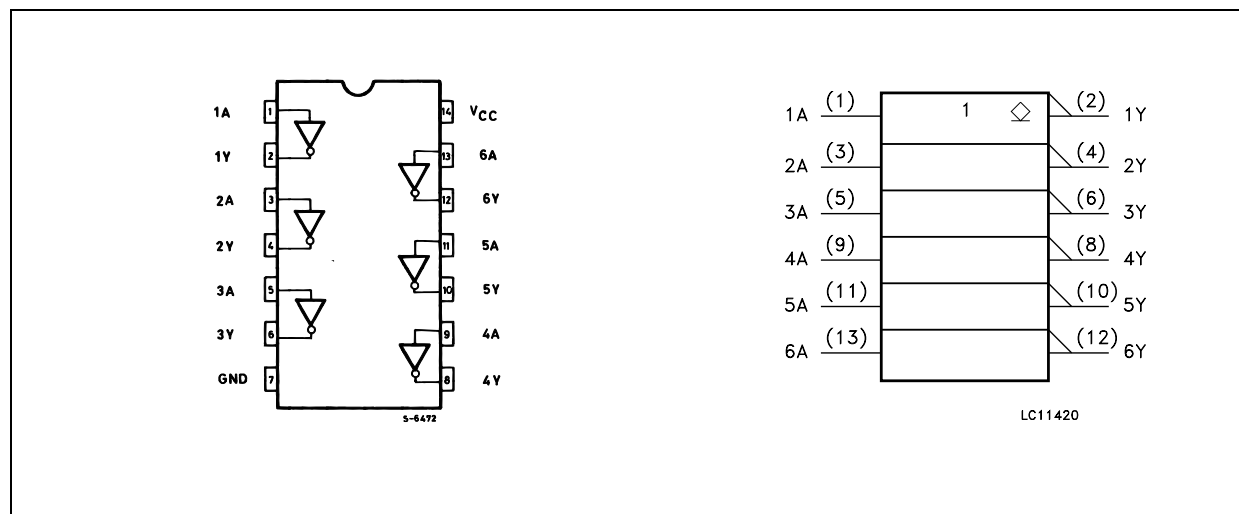 1A 1 14 VCC
1Y 2 13 6A
2A 3 12 6Y
2Y 4 11 5A
3A 5 10 5Y
3Y 6 9 4A
GND 7 8 4Y
S-6472
1A (1) 1 (2) 1Y
2A (3) (4) 2Y
3A (5) (6) 3Y
4A (9) (8) 4Y
5A (11) (10) 5Y
6A (13) (12) 6Y
LC11420